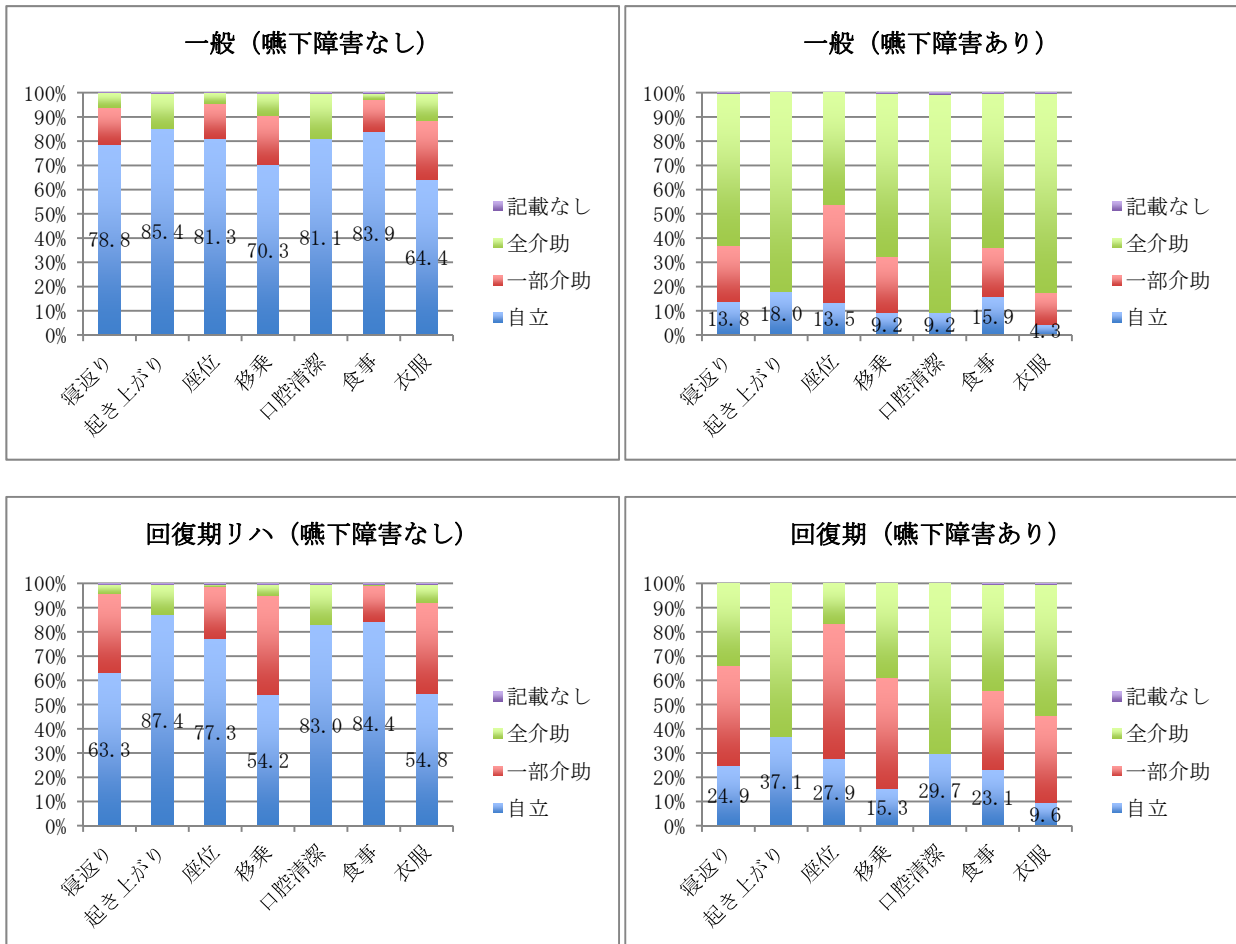 一般（嚥下障害なし）
100%
90%
80%
70%
60%
50%
40%
30%
20%
10%
0%
78.8
85.4
81.3
70.3
81.1
83.9
64.4
寝返り
起き上がり
座位
移乗
口腔清潔
食事
衣服
記載なし
全介助
一部介助
自立
一般（嚥下障害あり）
100%
90%
80%
70%
60%
50%
40%
30%
20%
10%
0%
13.8
18.0
13.5
9.2
9.2
15.9
4.3
寝返り
起き上がり
座位
移乗
口腔清潔
食事
衣服
記載なし
全介助
一部介助
自立
回復期リハ（嚥下障害なし）
100%
90%
80%
70%
60%
50%
40%
30%
20%
10%
0%
63.3
87.4
77.3
54.2
83.0
84.4
54.8
寝返り
起き上がり
座位
移乗
口腔清潔
食事
衣服
記載なし
全介助
一部介助
自立
回復期（嚥下障害あり）
100%
90%
80%
70%
60%
50%
40%
30%
20%
10%
0%
24.9
37.1
27.9
15.3
29.7
23.1
9.6
寝返り
起き上がり
座位
移乗
口腔清潔
食事
衣服
記載なし
全介助
一部介助
自立